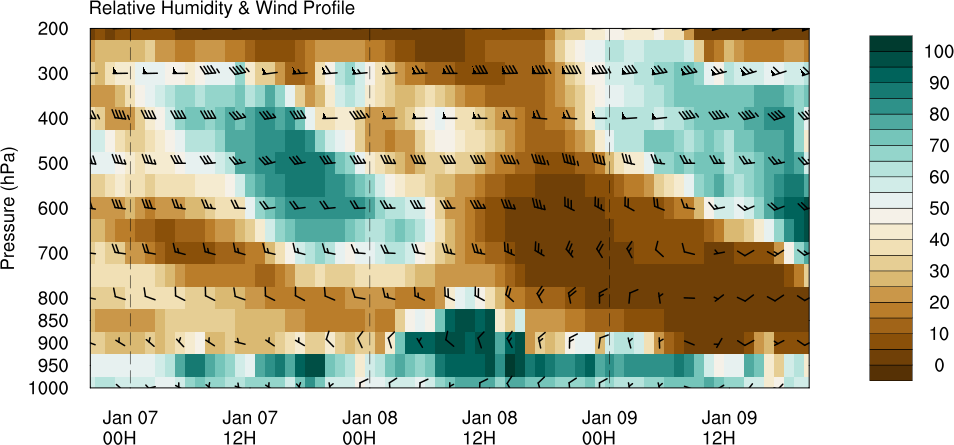 Relative Humidity & Wind Profile
Pressure (hPa)
200
300
400
500
600
700
800
850
900
950
1000
Jan 07 00H
Jan 07 12H
Jan 08 00H
Jan 08 12H
Jan 09 00H
Jan 09 12H
100
90
80
70
60
50
40
30
20
10
0